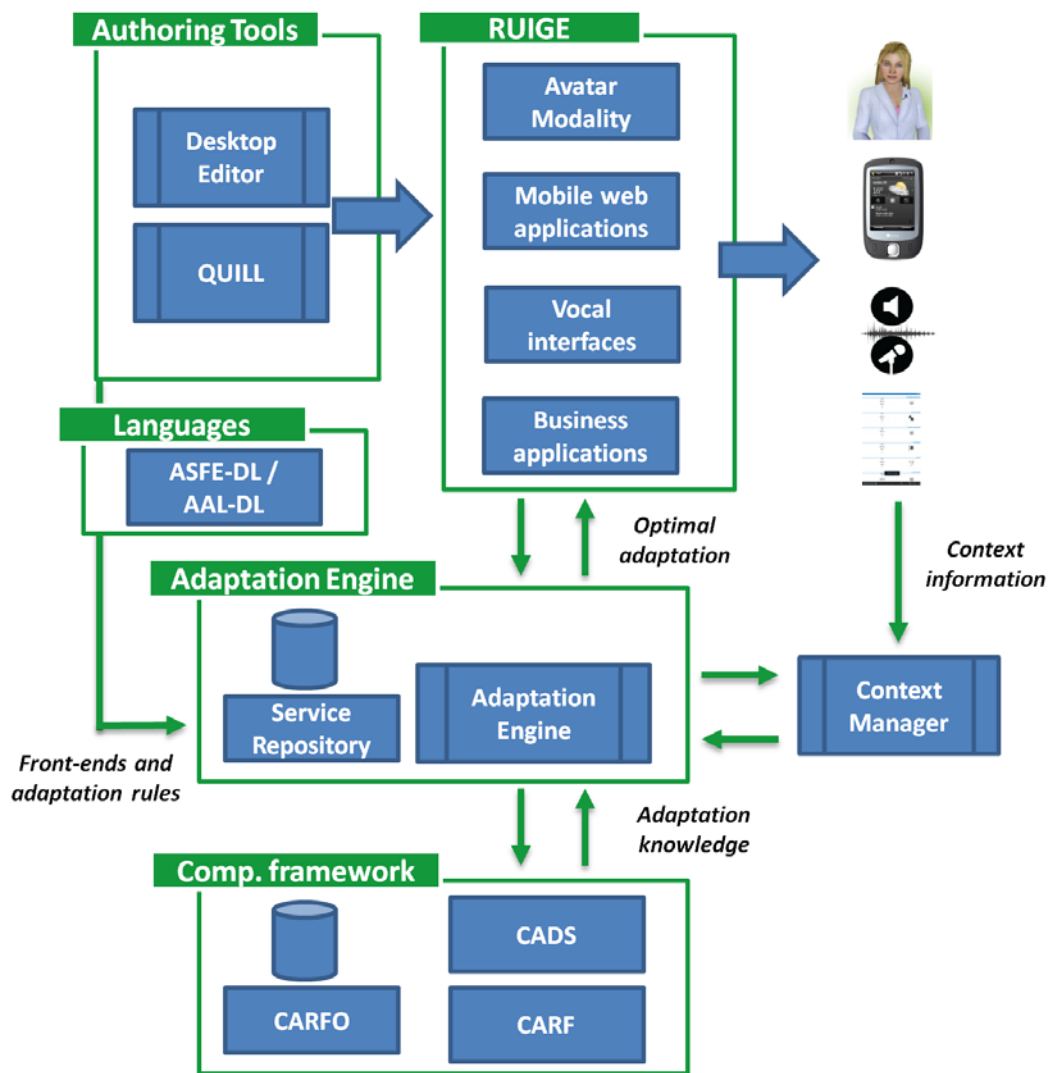 Authoring Tools
Desktop
Editor
QUILL
RUIGE
Avatar
Modality
Mobile web
applications
Vocal
interfaces
Business
applications
Languages
ASFE-DL /
AAL-DL
Optimal
adaptation
Context
information
Adaptation Engine
Service
Repository
Adaptation
Engine
Context
Manager
Front-ends and
adaptation rules
Adaptation
knowledge
Comp. framework
CARFO
CADS
CARF